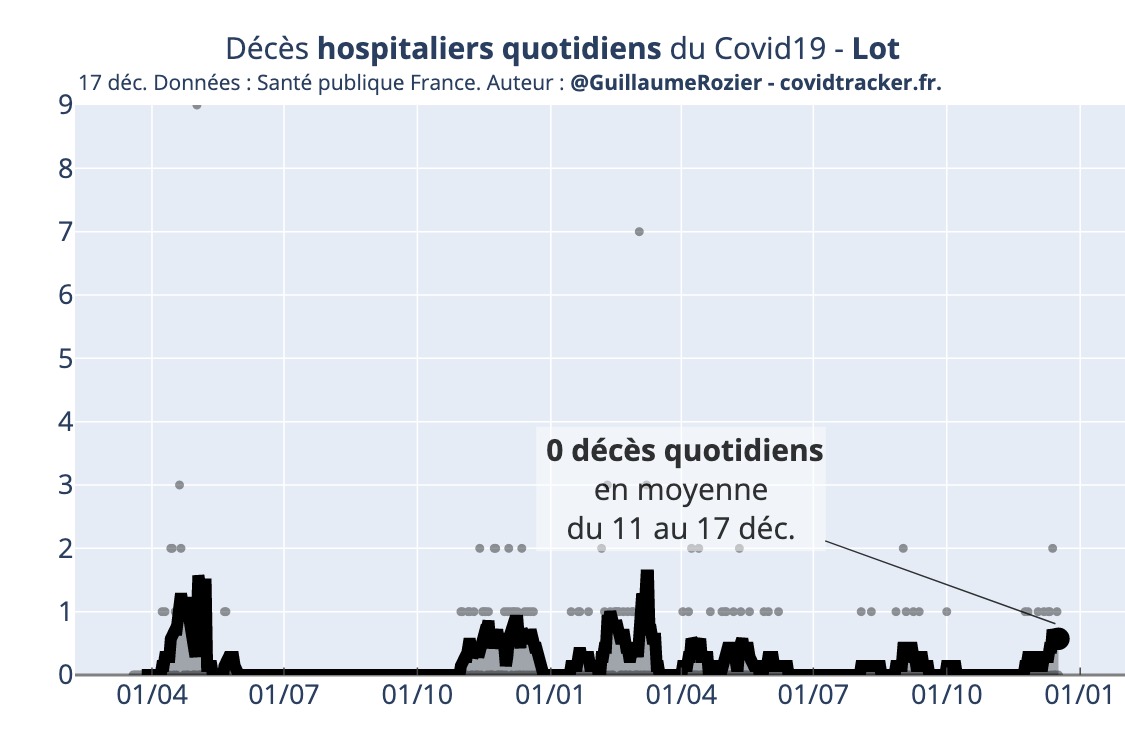 Décès hospitaliers quotidiens du Covid19 - Lot
17 déc. Données : Santé publique France. Auteur : @GuillaumeRozier - covidtracker.fr.
9
8
7
6
5
4
3
2
1
0
0 décès quotidiens
en moyenne
du 11 au 17 déc.
01/04 01/07 01/10 01/01 01/04 01/07 01/10 01/01